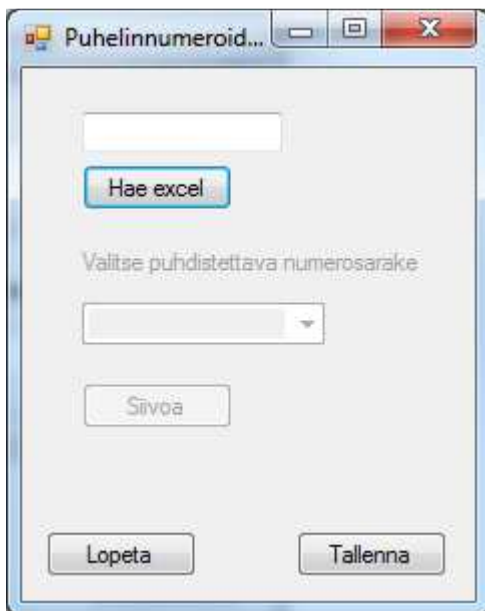 Puhelinnumeroid...
Hae excel
Valitse puhdistettava numerosarake
Siivoa
Lopeta
Tallenna